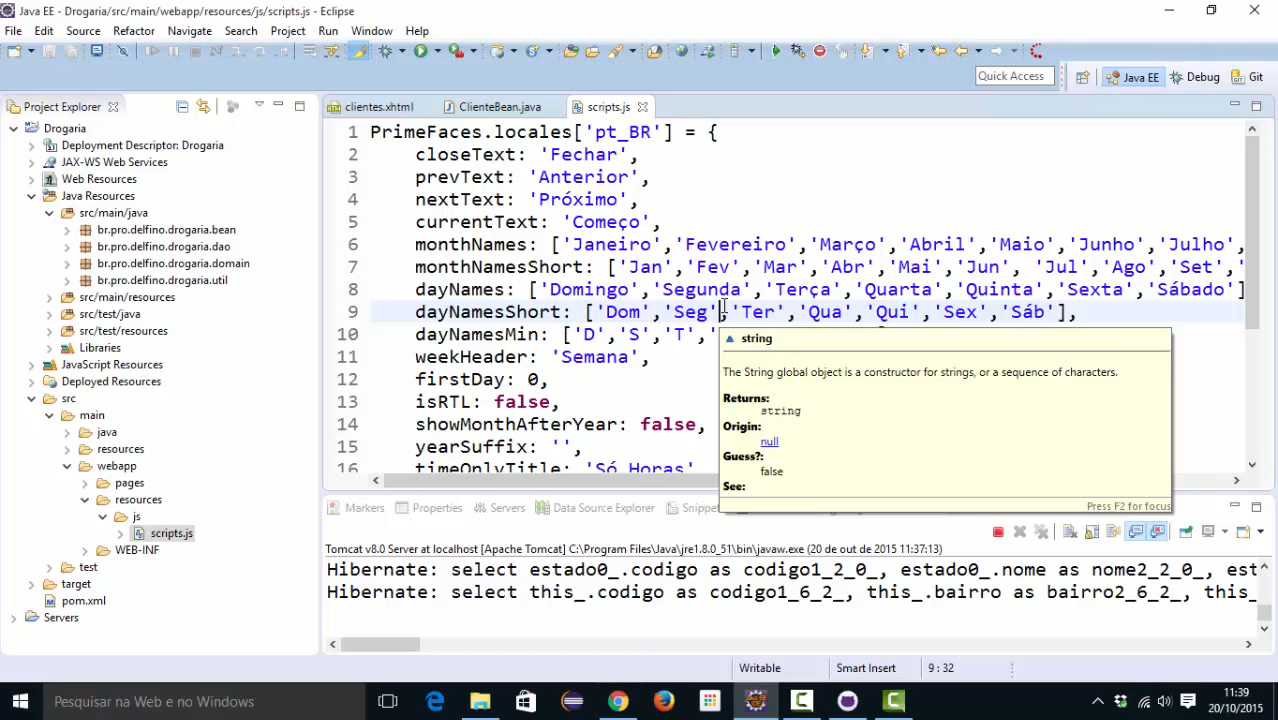 Java EE - Drogaria/src/main/webapp/resources/js/scripts.js - Eclipse
File Edit Source Refactor Navigate Search Project Run Window Help
Quick Access
Java EE
Debug
Git
Project Explorer
Drogaria
Deployment Descriptor: Drogaria
JAX-WS Web Services
Web Resources
Java Resources
src/main/java
br.pro.delfino.drogaria.bean
br.pro.delfino.drogaria.dao
br.pro.delfino.drogaria.domain
br.pro.delfino.drogaria.util
src/main/resources
src/test/java
src/test/resources
Libraries
JavaScript Resources
Deployed Resources
src
main
java
resources
webapp
pages
resources
js
scripts.js
WEB-INF
test
target
pom.xml
Servers
clientes.xhtml
ClienteBean.java
scripts.js
1 PrimeFaces.locales['pt_BR'] = {
2 closeText: 'Fechar',
3 prevText: 'Anterior',
4 nextText: 'Próximo',
5 currentText: 'Começo',
6 monthNames: ['Janeiro','Fevereiro','Março','Abril','Maio','Junho','Julho',
7 monthNamesShort: ['Jan','Fev','Mar','Abr','Mai','Jun', 'Jul','Ago','Set','
8 dayNames: ['Domingo','Segunda','Terça','Quarta','Quinta','Sexta','Sábado']
9 dayNamesShort: ['Dom','Seg','Ter','Qua','Qui','Sex','Sáb'],
10 dayNamesMin: ['D','S','T',
11 weekHeader: 'Semana',
12 firstDay: 0,
13 isRTL: false,
14 showMonthAfterYear: false,
15 yearSuffix: '',
16 timeOnlyTitle: 'Só Horas'
string
The String global object is a constructor for strings, or a sequence of characters.
Returns:
string
Origin:
null
Guess?:
false
See:
Press F2 for focus
Markers
Properties
Servers
Data Source Explorer
Snippet
Tomcat v8.0 Server at localhost [Apache Tomcat] C:\Program Files\Java\jre1.8.0_51\bin\javaw.exe (20 de out de 2015 11:37:13)
Hibernate: select estado0_.codigo as codigo1_2_0_, estado0_.nome as nome2_2_0_, est
Hibernate: select this_.codigo as codigo1_6_2_, this_.bairro as bairro2_6_2_, this_
Writable
Smart Insert
9 : 32
Pesquisar na Web e no Windows
11:39
20/10/2015